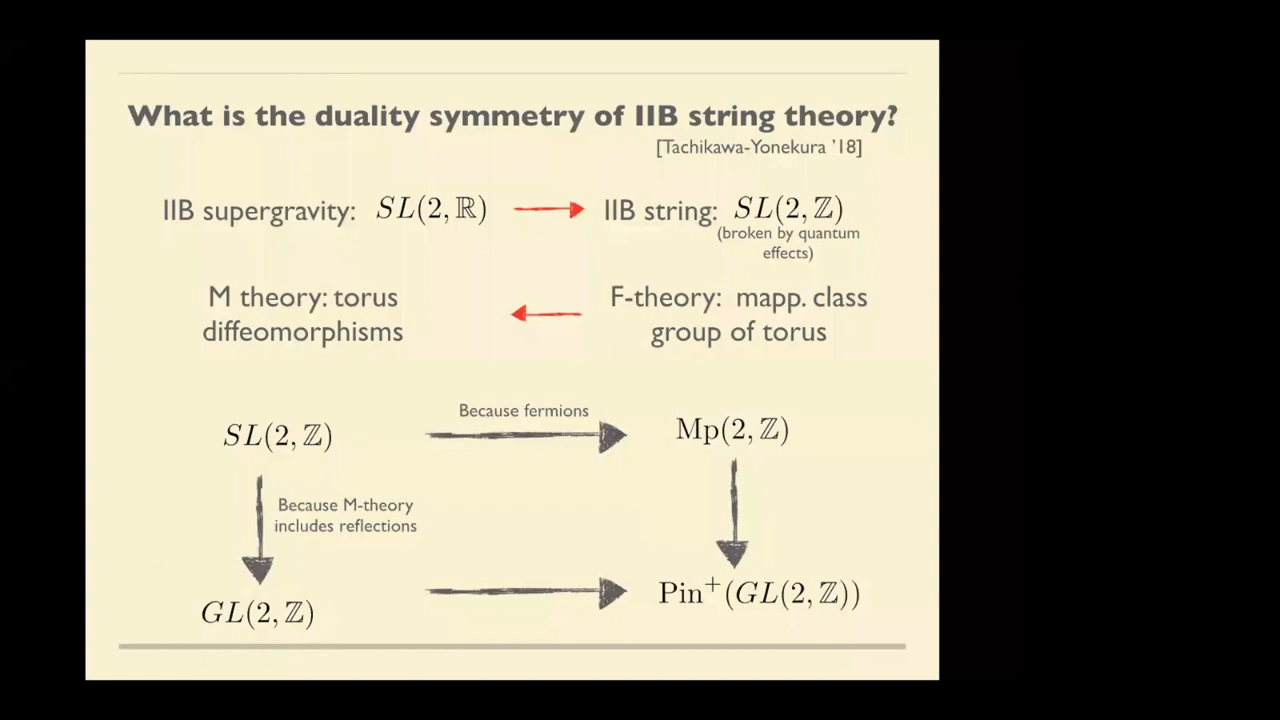 What is the duality symmetry of IIB string theory?
[Tachikawa-Yonekura ’18]
IIB supergravity: SL(2, ℝ) IIB string: SL(2, ℤ)
(broken by quantum
effects)
M theory: torus F-theory: mapp. class
diffeomorphisms group of torus
Because fermions
SL(2, ℤ) Mp(2, ℤ)
Because M-theory
includes reflections
GL(2, ℤ) Pin⁺(GL(2, ℤ))